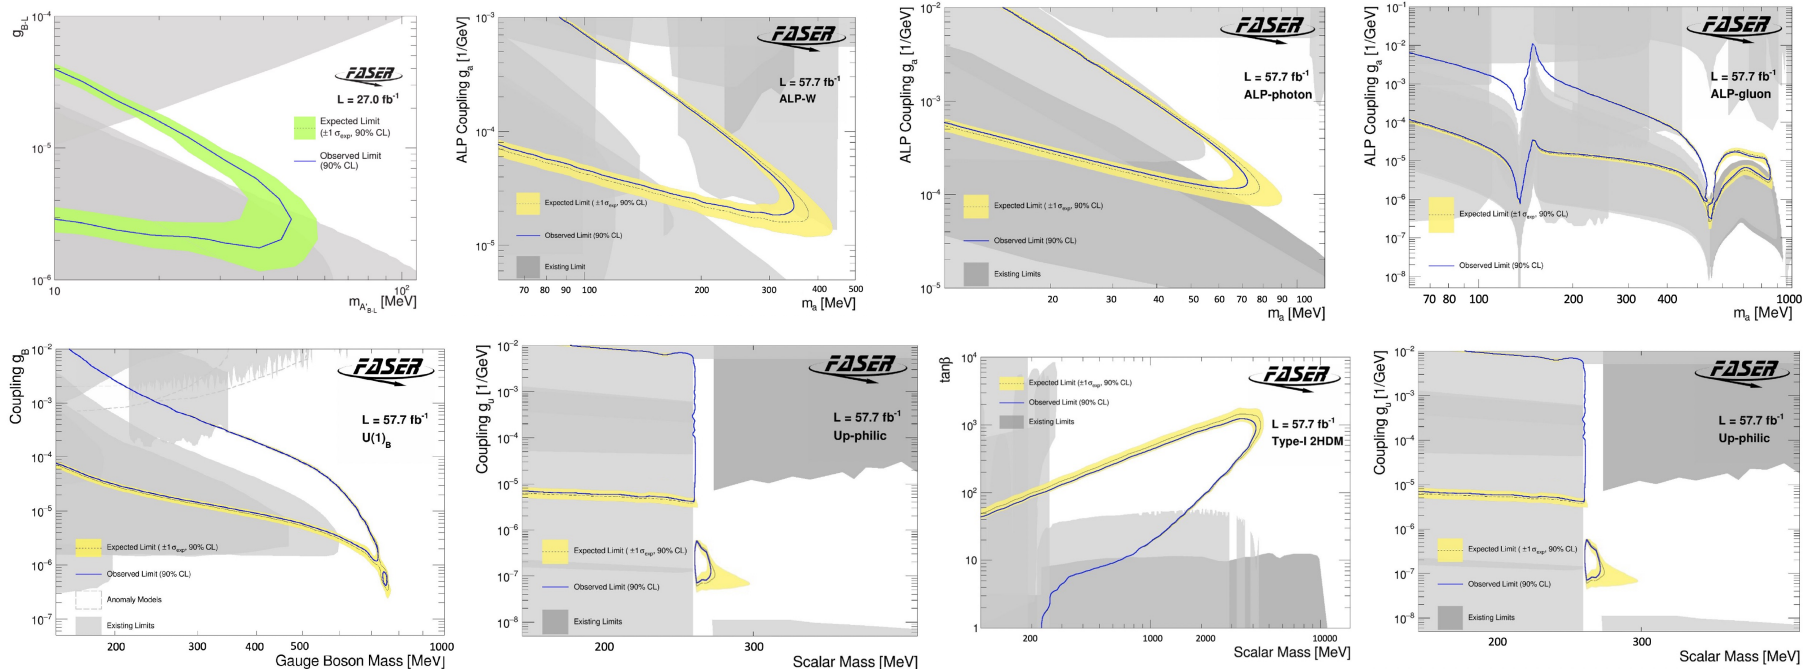 g_B-L
10⁻⁴
10⁻⁵
10⁻⁶
FASER
L = 27.0 fb⁻¹
Expected Limit
(±1 σ_exp, 90% CL)
Observed Limit
(90% CL)
10
10²
m_A'B-L [MeV]
ALP Coupling g_a [1/GeV]
10⁻³
10⁻⁴
10⁻⁵
FASER
L = 57.7 fb⁻¹
ALP-W
Expected Limit (±1 σ_exp, 90% CL)
Observed Limit (90% CL)
Existing Limit
70 80 90 100 200 300 400 500
m_a [MeV]
ALP Coupling g_a [1/GeV]
10⁻²
10⁻³
10⁻⁴
10⁻⁵
FASER
L = 57.7 fb⁻¹
ALP-photon
Expected Limit (±1 σ_exp, 90% CL)
Observed Limit (90% CL)
Existing Limits
20 30 40 50 60 70 80 100
m_a [MeV]
ALP Coupling g_a [1/GeV]
10⁻¹
10⁻²
10⁻³
10⁻⁴
10⁻⁵
10⁻⁶
10⁻⁷
10⁻⁸
FASER
L = 57.7 fb⁻¹
ALP-gluon
Expected Limit (±1 σ_exp, 90% CL)
Observed Limit (90% CL)
70 80 100 200 300 400 1000
m_a [MeV]
Coupling g_B
10⁻²
10⁻³
10⁻⁴
10⁻⁵
10⁻⁶
10⁻⁷
FASER
L = 57.7 fb⁻¹
U(1)_B
Expected Limit (±1 σ_exp, 90% CL)
Observed Limit (90% CL)
Anomaly Models
Existing Limits
200 300 400 500 1000
Gauge Boson Mass [MeV]
Coupling g_u [1/GeV]
10⁻²
10⁻³
10⁻⁴
10⁻⁵
10⁻⁶
10⁻⁷
10⁻⁸
FASER
L = 57.7 fb⁻¹
Up-philic
Expected Limit (±1 σ_exp, 90% CL)
Observed Limit (90% CL)
Existing Limits
200 300
Scalar Mass [MeV]
tanβ
10⁴
10³
10²
10
1
Expected Limit (±1 σ_exp, 90% CL)
Observed Limit (90% CL)
Existing Limits
FASER
L = 57.7 fb⁻¹
Type-I 2HDM
200 1000 2000 10000
Scalar Mass [MeV]
Coupling g_u [1/GeV]
10⁻²
10⁻³
10⁻⁴
10⁻⁵
10⁻⁶
10⁻⁷
10⁻⁸
FASER
L = 57.7 fb⁻¹
Up-philic
Expected Limit (±1 σ_exp, 90% CL)
Observed Limit (90% CL)
Existing Limits
200 300
Scalar Mass [MeV]